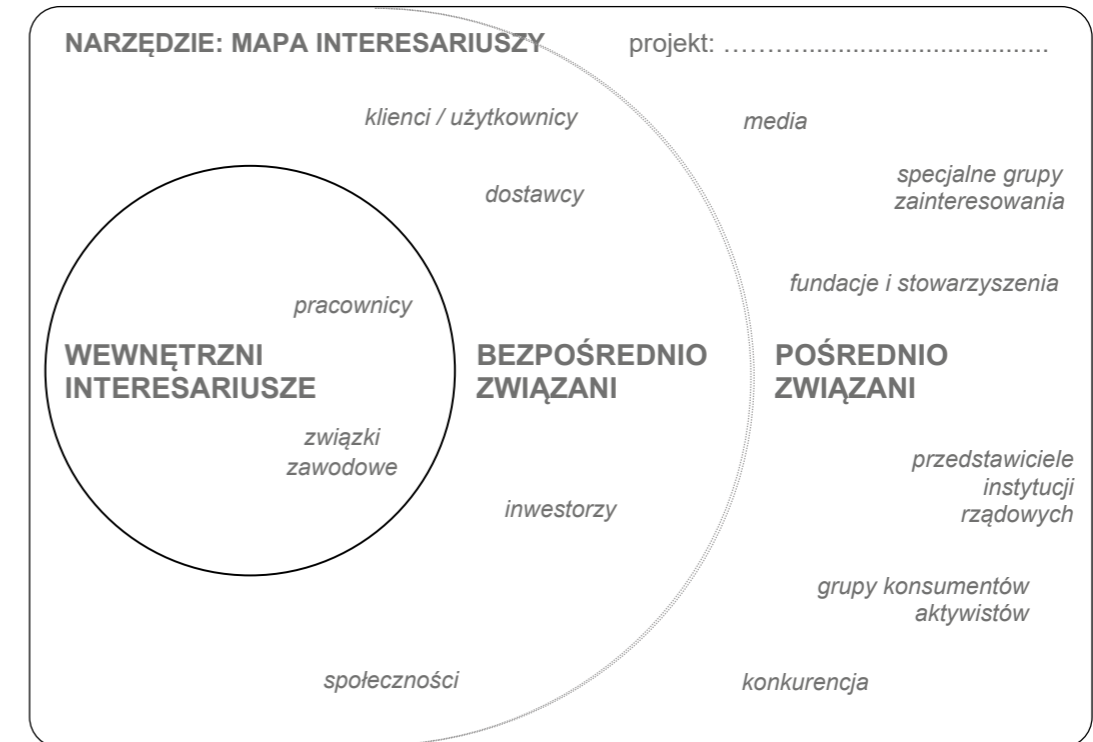 NARZĘDZIE: MAPA INTERESARIUSZY
projekt: ………..................................
klienci / użytkownicy
media
specjalne grupy
zainteresowania
dostawcy
fundacje i stowarzyszenia
pracownicy
WEWNĘTRZNI
INTERESARIUSZE
BEZPOŚREDNIO
ZWIĄZANI
POŚREDNIO
ZWIĄZANI
związki
zawodowe
przedstawiciele
instytucji
rządowych
inwestorzy
grupy konsumentów
aktywistów
społeczności
konkurencja